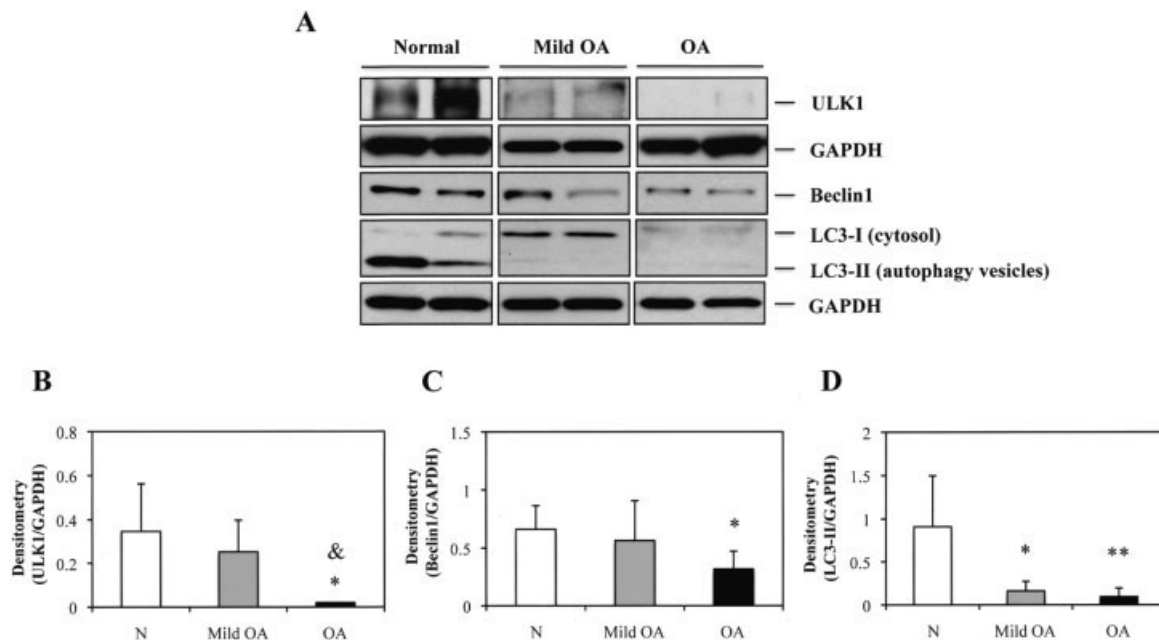 A
Normal Mild OA OA
ULK1
GAPDH
Beclin1
LC3-I (cytosol)
LC3-II (autophagy vesicles)
GAPDH
B
Densitometry
(ULK1/GAPDH)
0.8
0.6
0.4
0.2
0
&
*
N Mild OA OA
C
Densitometry
(Beclin1/GAPDH)
1.5
1
0.5
0
*
N Mild OA OA
D
Densitometry
(LC3-II/GAPDH)
2
1.5
1
0.5
0
* **
N Mild OA OA